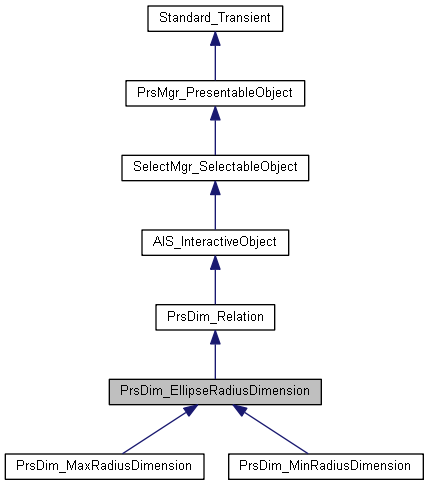 Standard_Transient
PrsMgr_PresentableObject
SelectMgr_SelectableObject
AIS_InteractiveObject
PrsDim_Relation
PrsDim_EllipseRadiusDimension
PrsDim_MaxRadiusDimension
PrsDim_MinRadiusDimension